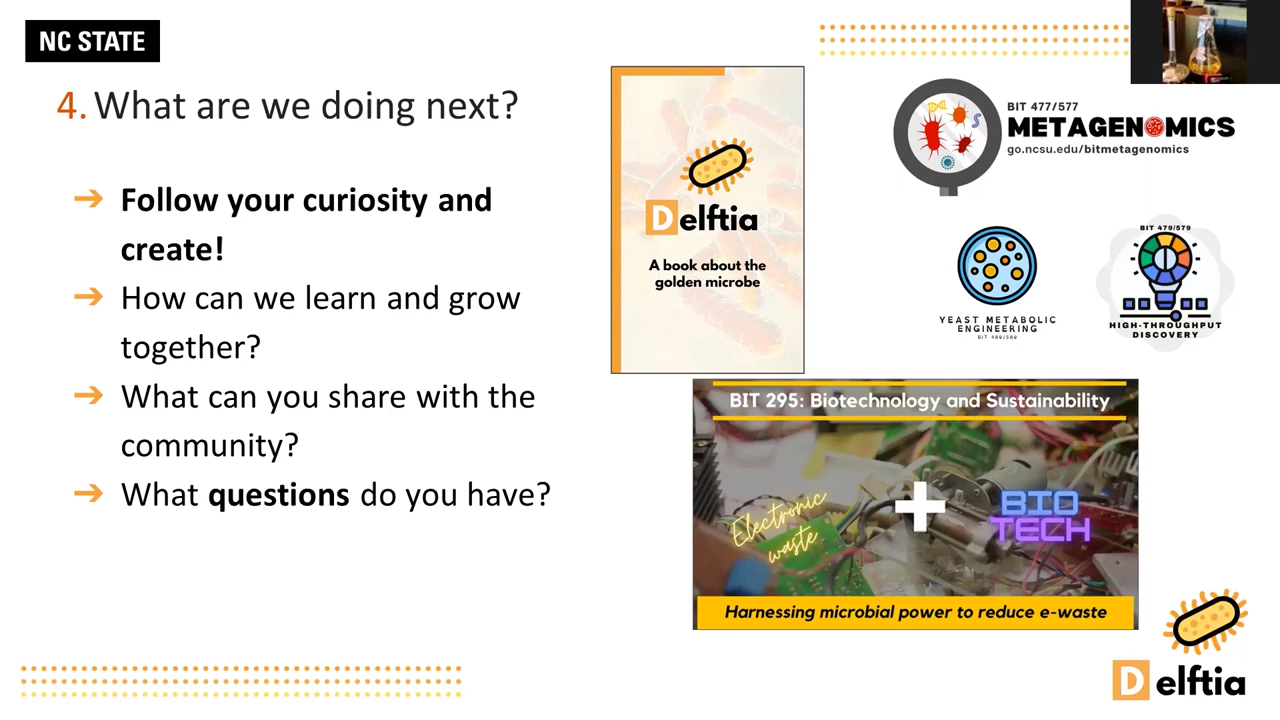 NC STATE
4. What are we doing next?
➔ Follow your curiosity and
create!
➔ How can we learn and grow
together?
➔ What can you share with the
community?
➔ What questions do you have?
Delftia
A book about the
golden microbe
BIT 477/577
METAGENOMICS
go.ncsu.edu/bitmetagenomics
YEAST METABOLIC
ENGINEERING
BIT 479/579
HIGH-THROUGHPUT
DISCOVERY
BIT 295: Biotechnology and Sustainability
Electronic
waste
BIO
TECH
Harnessing microbial power to reduce e-waste
Delftia